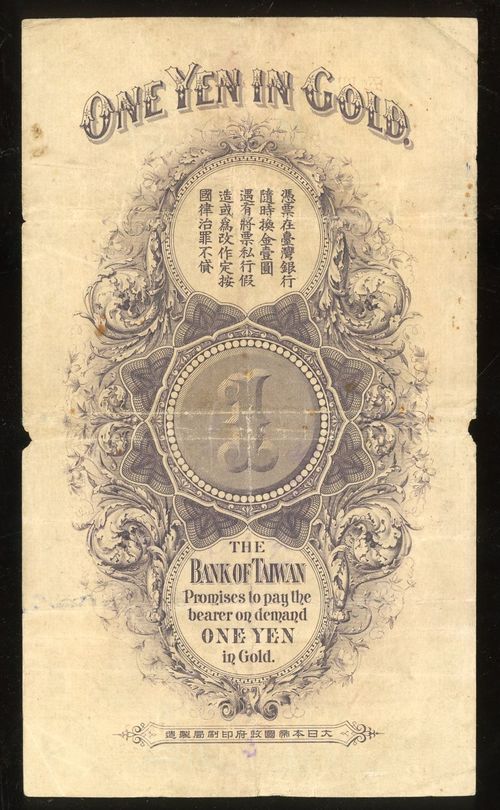 ONE YEN IN GOLD.
憑票在臺灣銀行
隨時換金壹圓
遇有將票私行假
造或為改作定按
國律治罪不貸
1
THE
BANK OF TAIWAN
Promises to pay the
bearer on demand
ONE YEN
in Gold.
大日本帝國政府印刷局製造